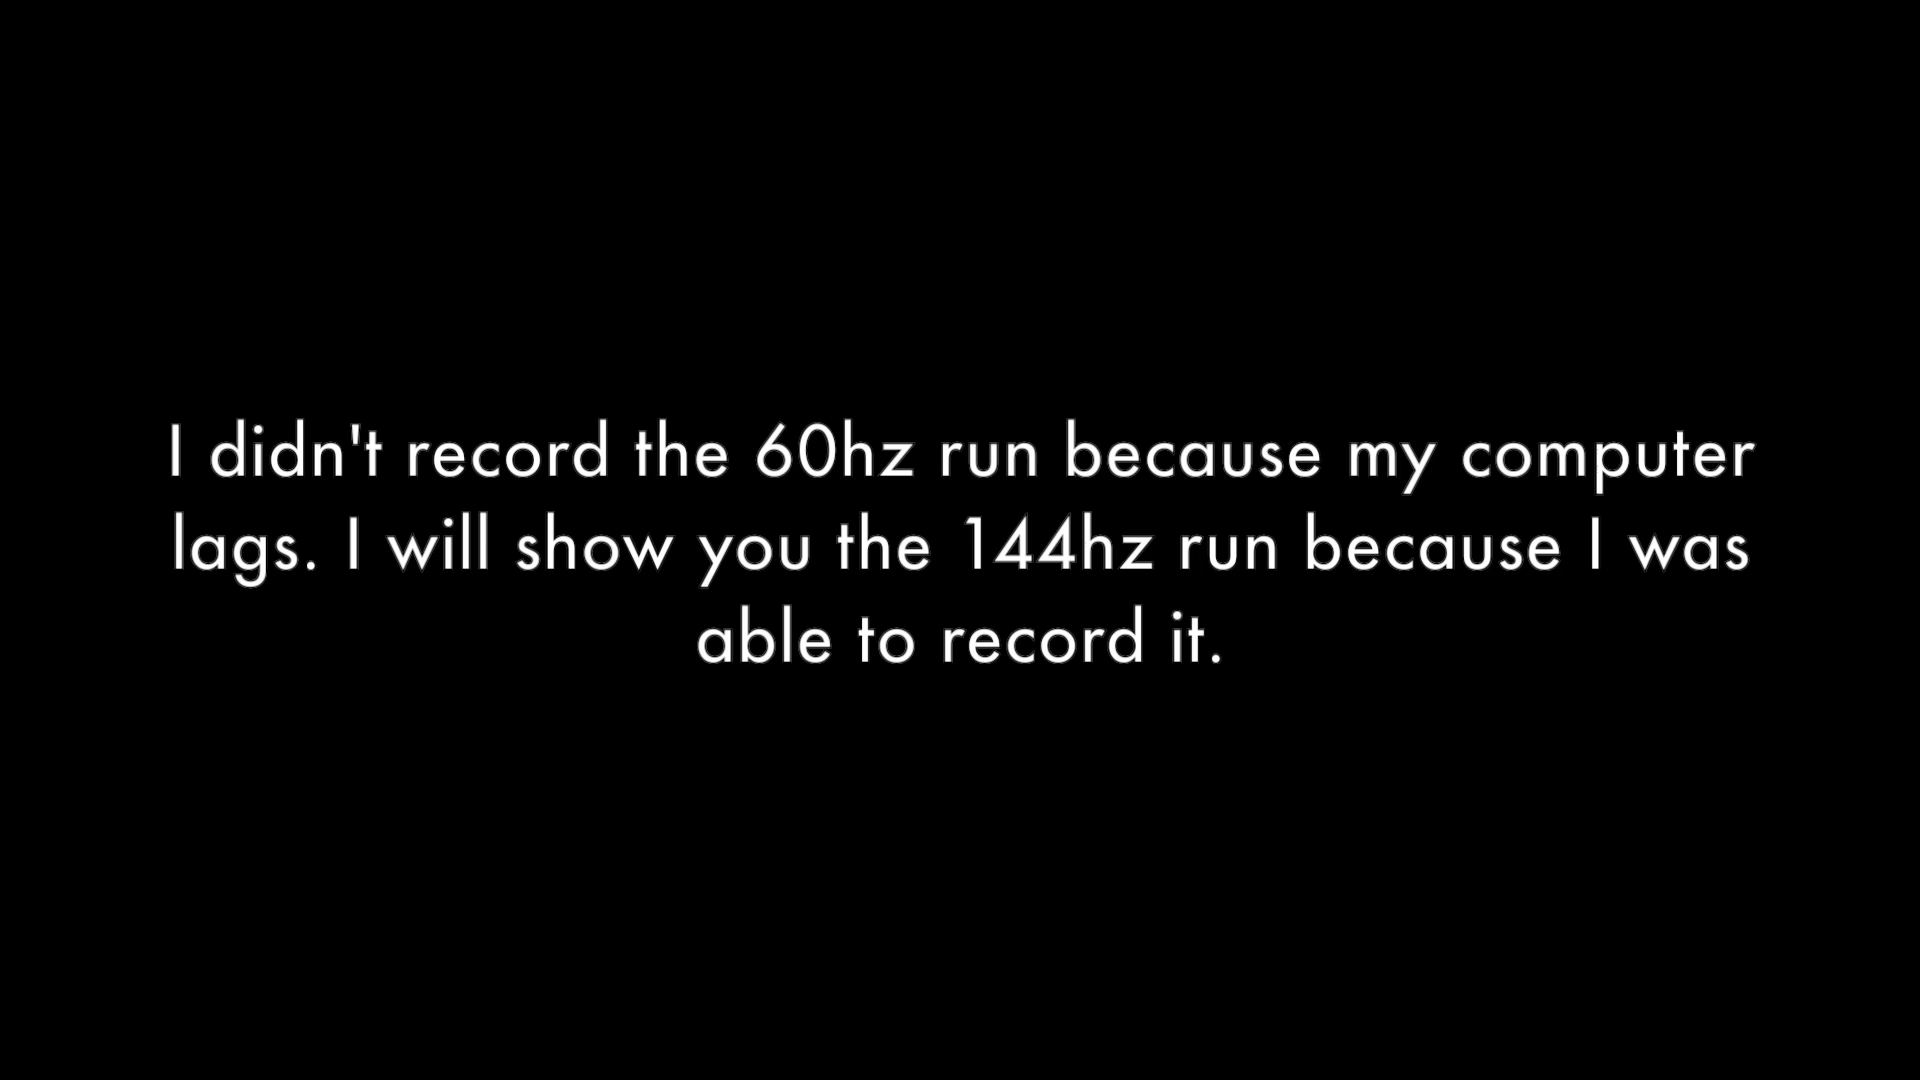 I didn't record the 60hz run because my computer
lags. I will show you the 144hz run because I was
able to record it.